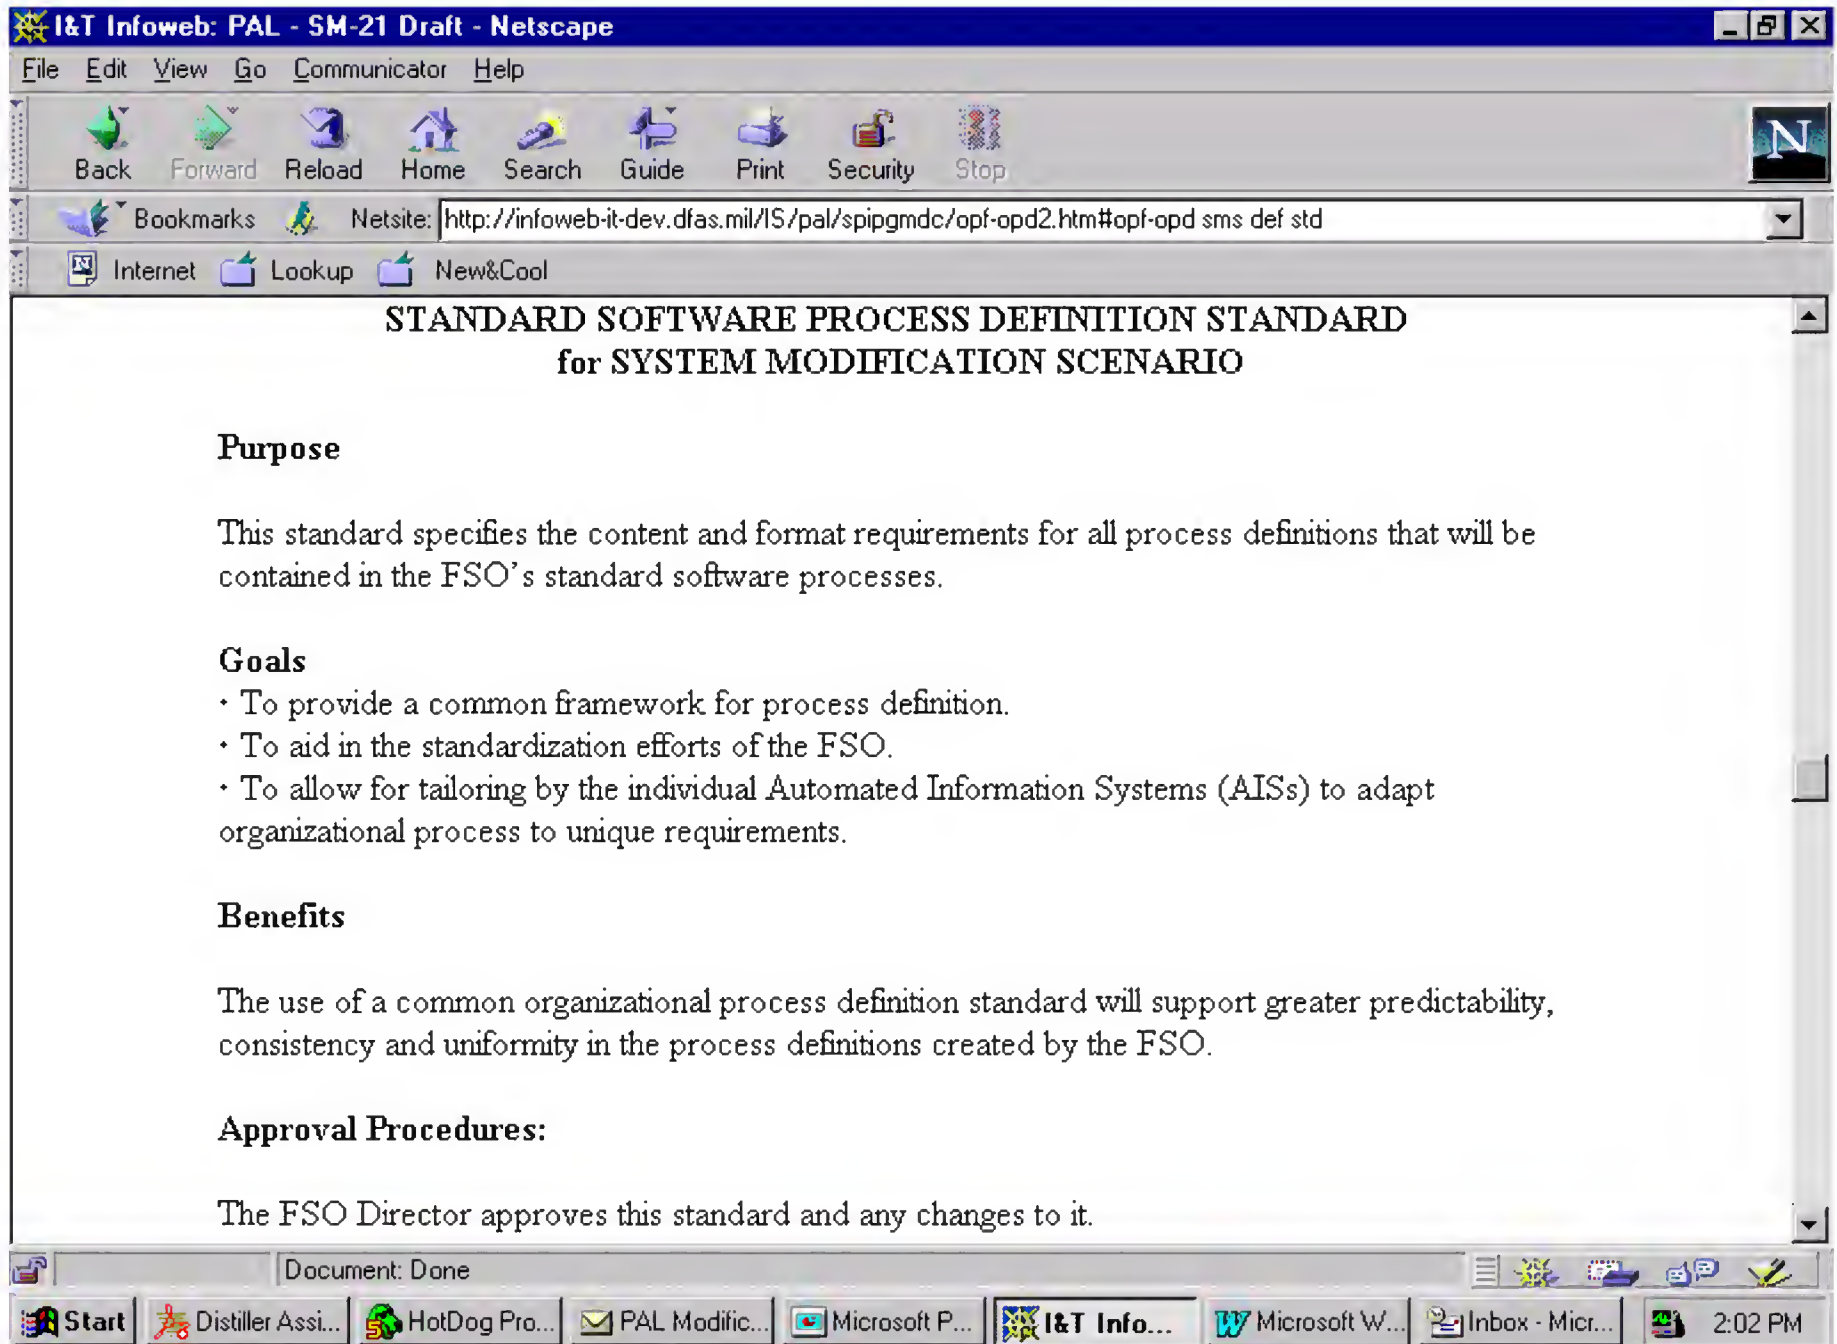 I&T Infoweb: PAL - SM-21 Draft - Netscape
File Edit View Go Communicator Help
Back Forward Reload Home Search Guide Print Security Stop
N
Bookmarks Netsite: http://infoweb-it-dev.dfas.mil/IS/pal/spipgmdc/opf-opd2.htm#opf-opd sms def std
Internet Lookup New&Cool
STANDARD SOFTWARE PROCESS DEFINITION STANDARD
for SYSTEM MODIFICATION SCENARIO
Purpose
This standard specifies the content and format requirements for all process definitions that will be
contained in the FSO's standard software processes.
Goals
· To provide a common framework for process definition.
· To aid in the standardization efforts of the FSO.
· To allow for tailoring by the individual Automated Information Systems (AISs) to adapt
organizational process to unique requirements.
Benefits
The use of a common organizational process definition standard will support greater predictability,
consistency and uniformity in the process definitions created by the FSO.
Approval Procedures:
The FSO Director approves this standard and any changes to it.
Document: Done
Start Distiller Assi... HotDog Pro... PAL Modific... Microsoft P... I&T Info... Microsoft W... Inbox - Micr... 2:02 PM